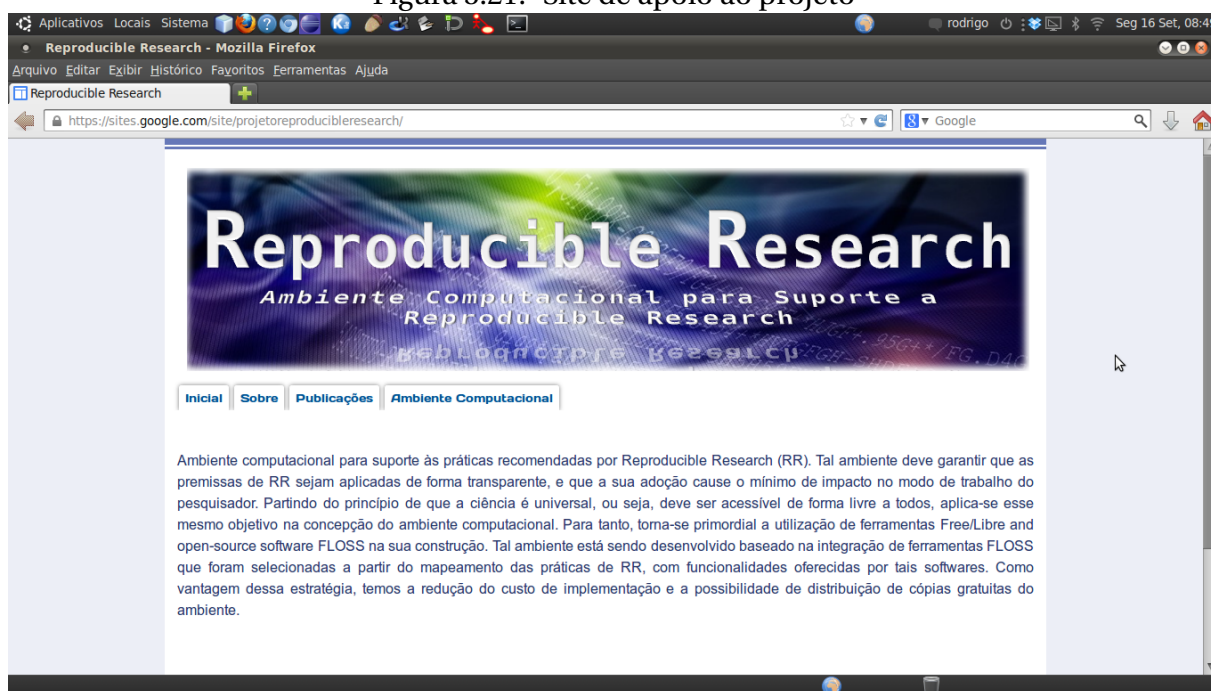 Figura 3.21: Site de apoio ao projeto
Aplicativos Locais Sistema rodrigo Seg 16 Set, 08:4
Reproducible Research - Mozilla Firefox
Arquivo Editar Exibir Histórico Favoritos Ferramentas Ajuda
Reproducible Research
https://sites.google.com/site/projetoreproducibleresearch/ Google
Reproducible Research
Ambiente Computacional para Suporte a
Reproducible Research
Reproducible Research
Inicial Sobre Publicações Ambiente Computacional
Ambiente computacional para suporte às práticas recomendadas por Reproducible Research (RR). Tal ambiente deve garantir que as
premissas de RR sejam aplicadas de forma transparente, e que a sua adoção cause o mínimo de impacto no modo de trabalho do
pesquisador. Partindo do princípio de que a ciência é universal, ou seja, deve ser acessível de forma livre a todos, aplica-se esse
mesmo objetivo na concepção do ambiente computacional. Para tanto, torna-se primordial a utilização de ferramentas Free/Libre and
open-source software FLOSS na sua construção. Tal ambiente está sendo desenvolvido baseado na integração de ferramentas FLOSS
que foram selecionadas a partir do mapeamento das práticas de RR, com funcionalidades oferecidas por tais softwares. Como
vantagem dessa estratégia, temos a redução do custo de implementação e a possibilidade de distribuição de cópias gratuitas do
ambiente.